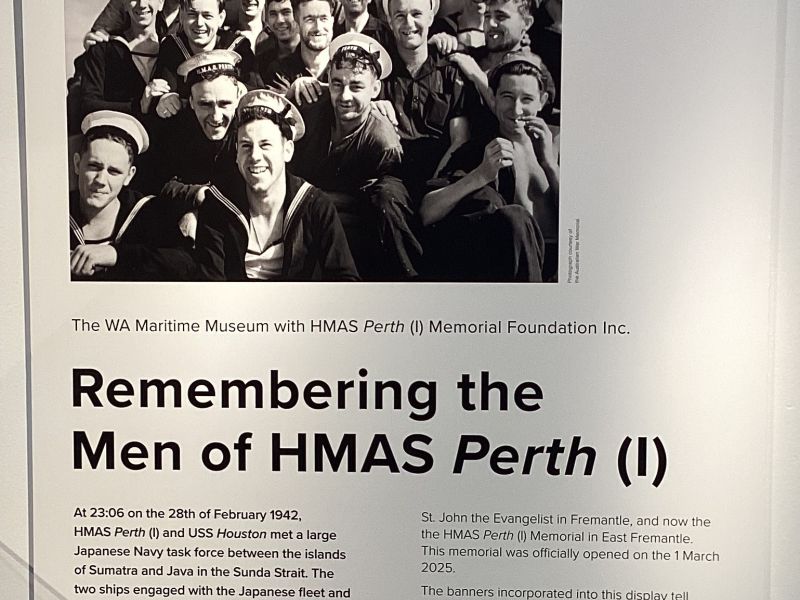 H.M.A.S. PERTH
PERTH
Photograph courtesy of
the Australian War Memorial.
The WA Maritime Museum with HMAS Perth (I) Memorial Foundation Inc.
Remembering the
Men of HMAS Perth (I)
At 23:06 on the 28th of February 1942,
HMAS Perth (I) and USS Houston met a large
Japanese Navy task force between the islands
of Sumatra and Java in the Sunda Strait. The
two ships engaged with the Japanese fleet and
St. John the Evangelist in Fremantle, and now the
the HMAS Perth (I) Memorial in East Fremantle.
This memorial was officially opened on the 1 March
2025.
The banners incorporated into this display tell